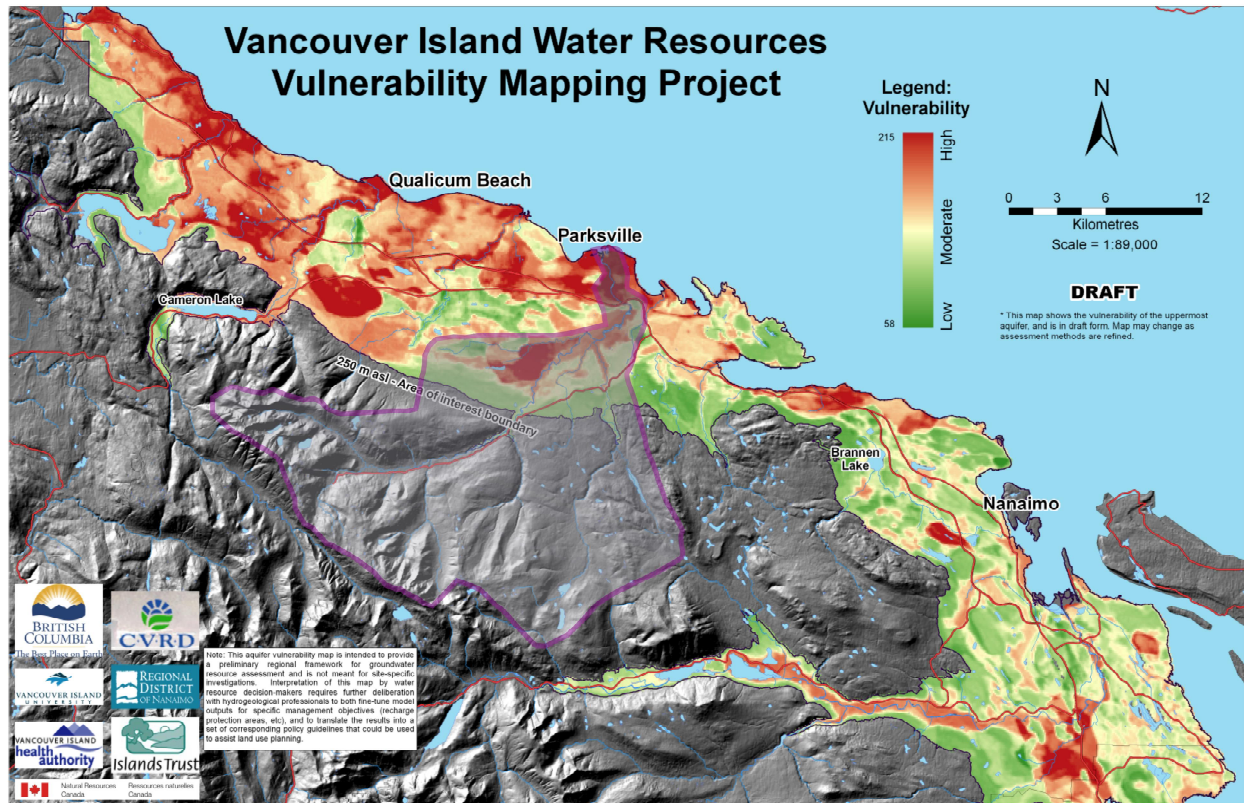 Vancouver Island Water Resources
Vulnerability Mapping Project
Legend:
Vulnerability
215
High
Moderate
58
Low
N
0 3 6 12
Kilometres
Scale = 1:89,000
DRAFT
* This map shows the vulnerability of the uppermost
aquifer, and is in draft form. Map may change as
assessment methods are refined.
Qualicum Beach
Parksville
Cameron Lake
250 m asl - Area of interest boundary
Brannen
Lake
Nanaimo
BRITISH
COLUMBIA
The Best Place on Earth
C·V·R·D
VANCOUVER ISLAND
UNIVERSITY
REGIONAL
DISTRICT
OF NANAIMO
VANCOUVER ISLAND
health
authority
Islands Trust
Natural Resources Ressources naturelles
Canada Canada
Note: This aquifer vulnerability map is intended to provide
a preliminary regional framework for groundwater
resource assessment and is not meant for site-specific
investigations. Interpretation of this map by water
resource decision-makers requires further deliberation
with hydrogeological professionals to both fine-tune model
outputs for specific management objectives (recharge
protection areas, etc), and to translate the results into a
set of corresponding policy guidelines that could be used
to assist land use planning.